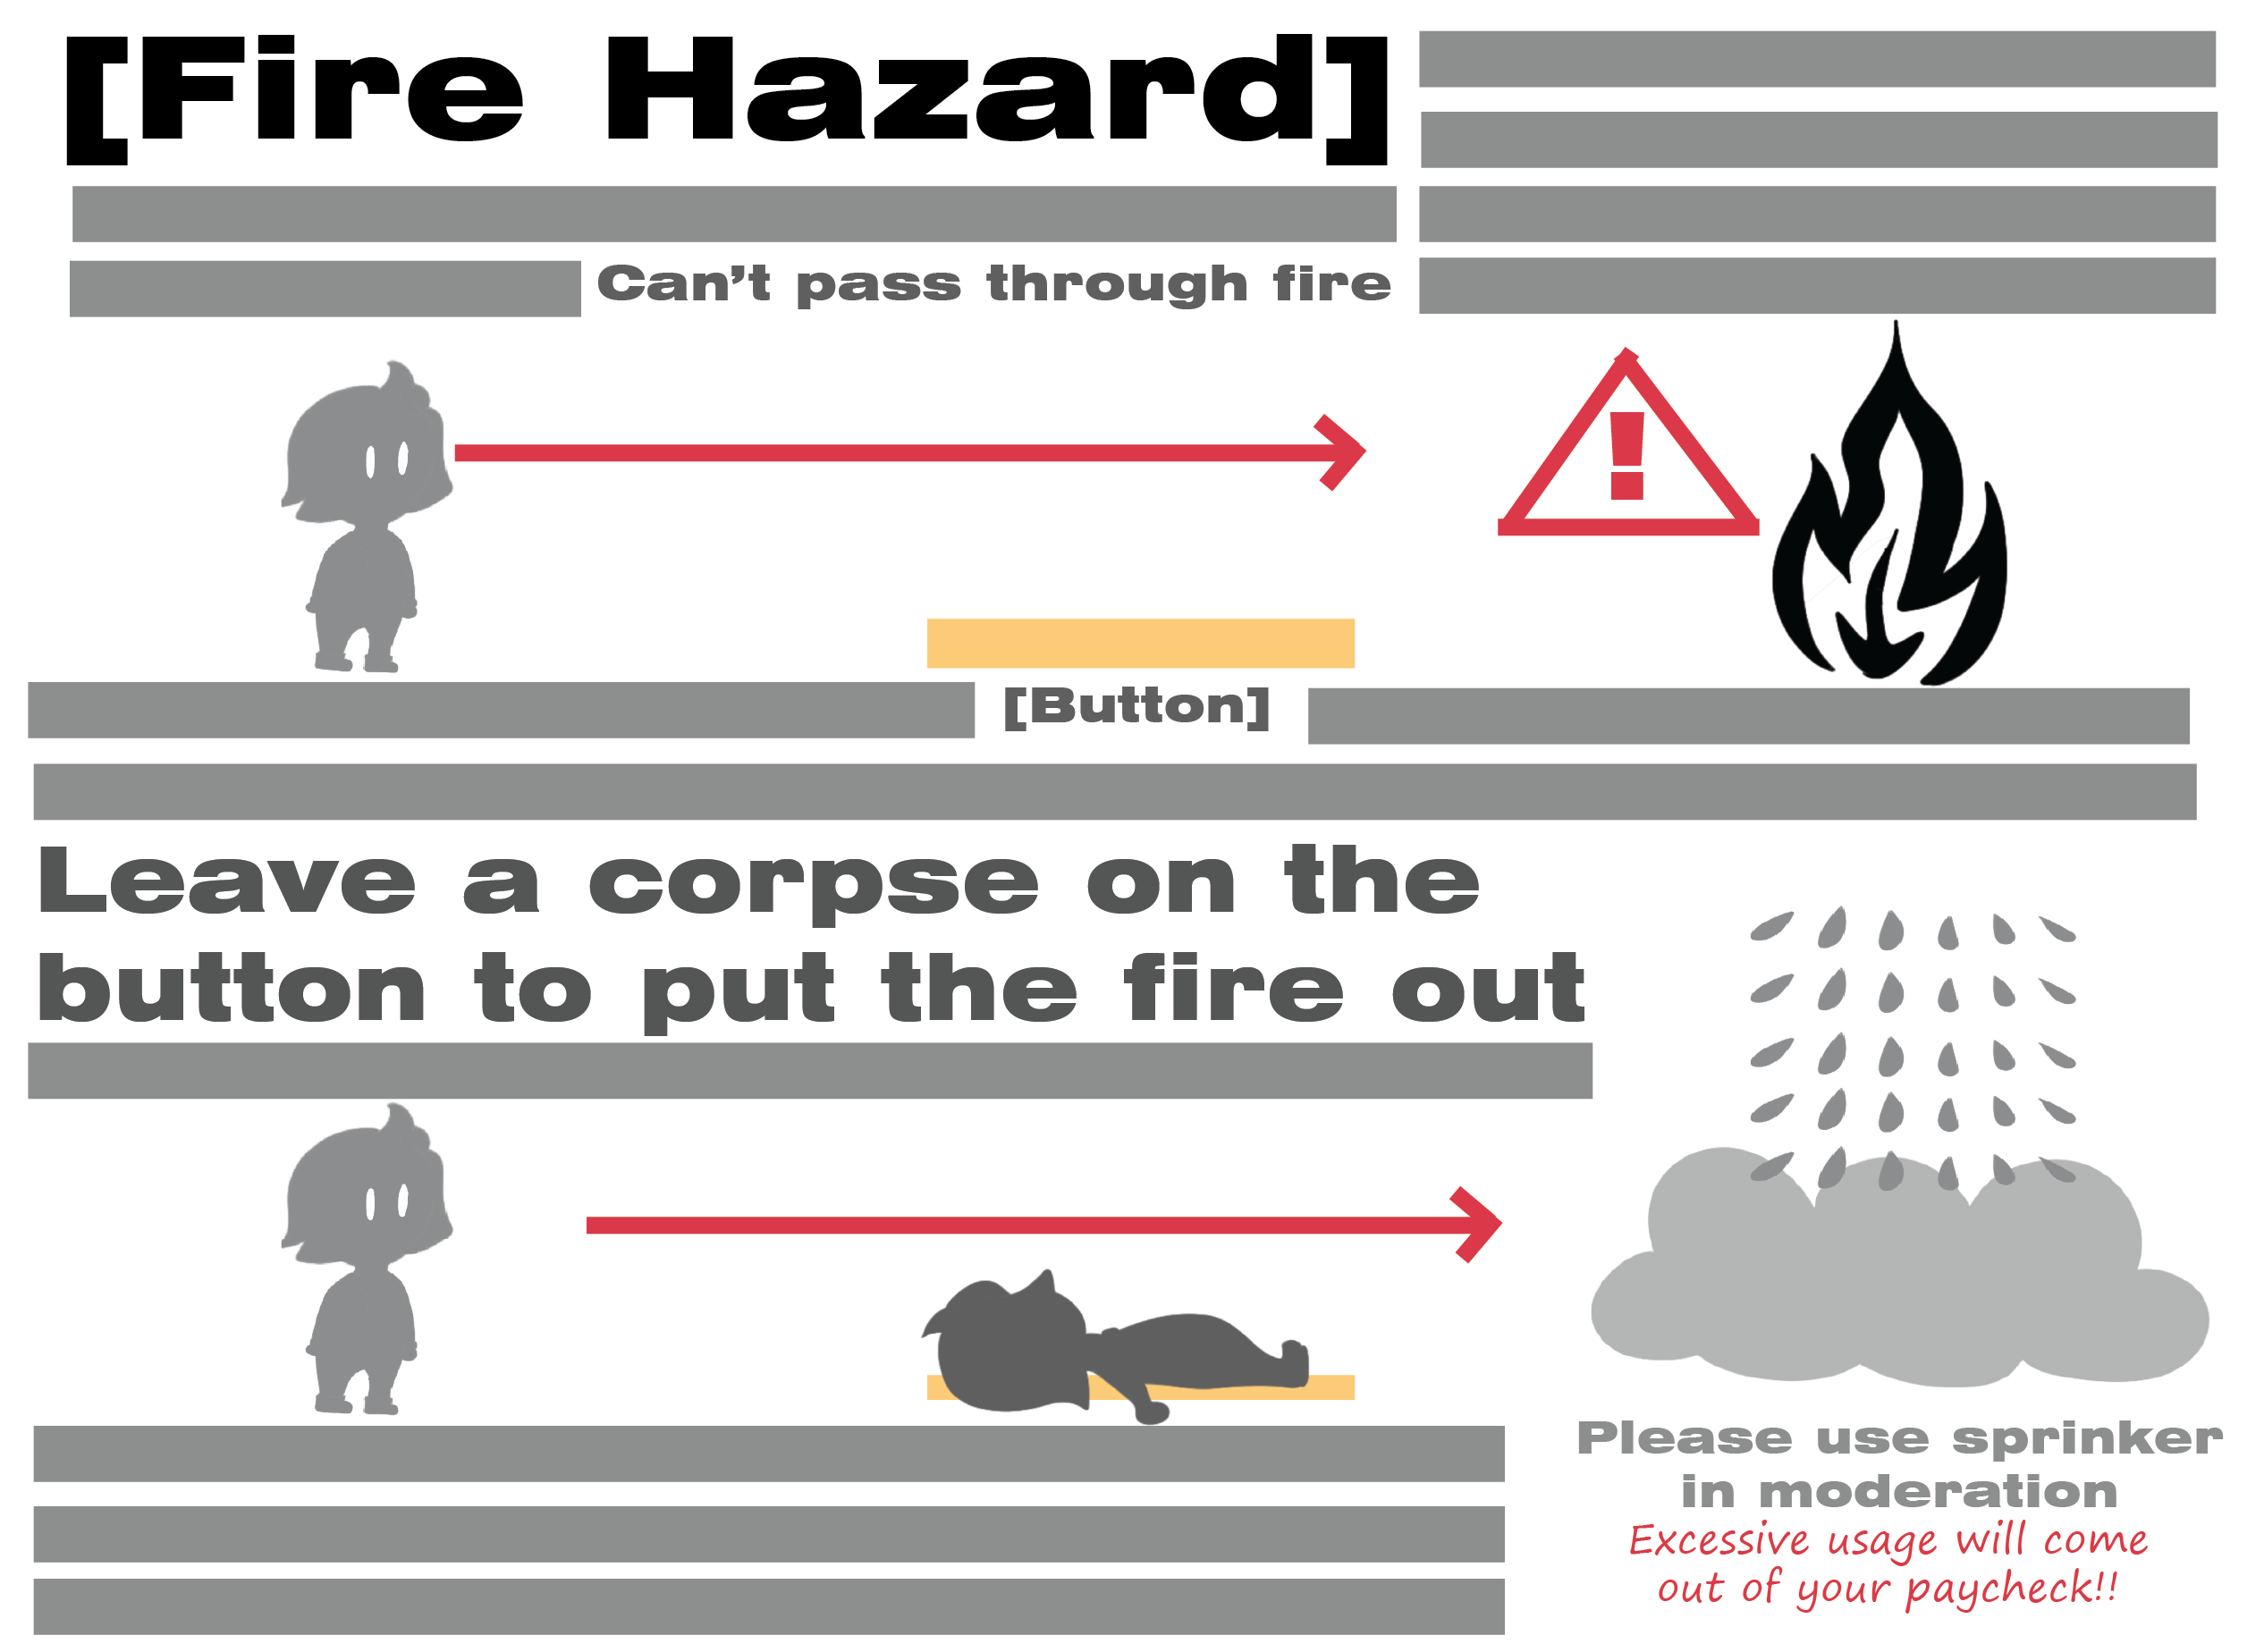 [Fire Hazard]
Can't pass through fire
!
[Button]
Leave a corpse on the
button to put the fire out
Please use sprinker
in moderation
Excessive usage will come
out of your paycheck!!